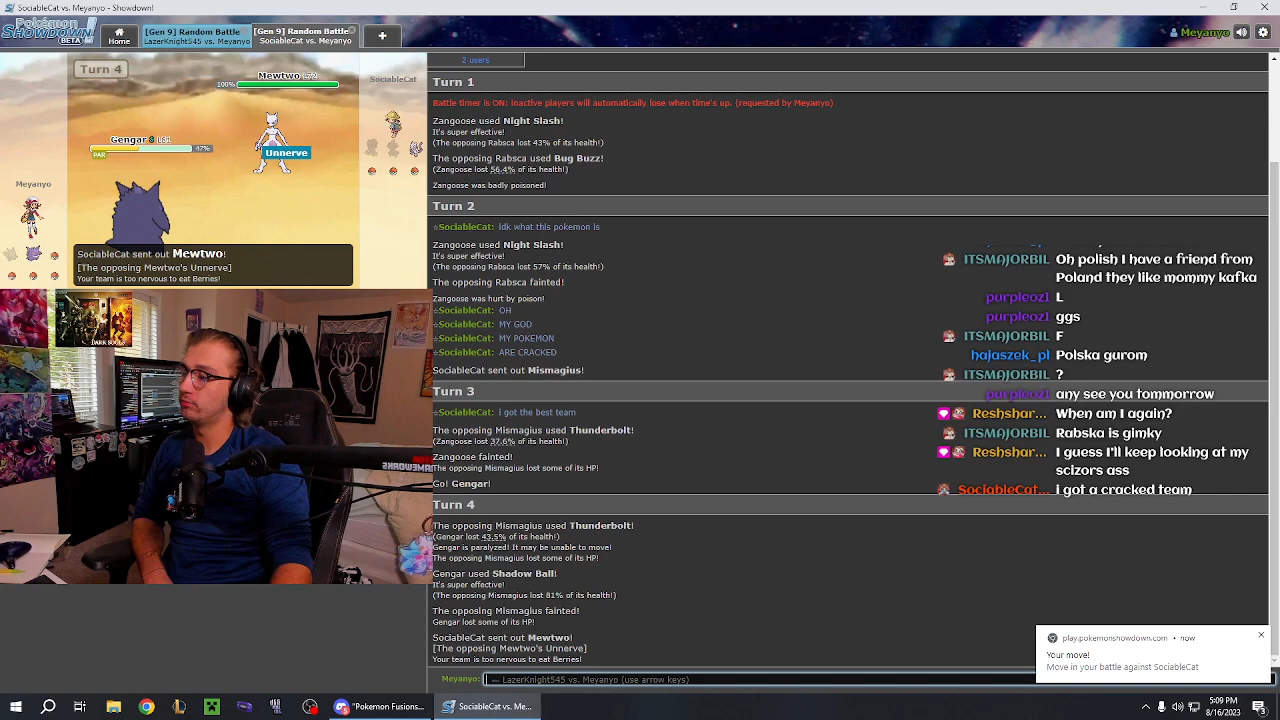 SociableCat vs. Meyanyo
Pokémon
SHOWDOWN
BETA
Home
[Gen 9] Random Battle
LazerKnight545 vs. Meyanyo
[Gen 9] Random Battle
SociableCat vs. Meyanyo
Meyanyo
Turn 4
Mewtwo L72
100%
SociableCat
Gengar L81
PAR
47%
Unnerve
Meyanyo
SociableCat sent out Mewtwo!
[The opposing Mewtwo's Unnerve]
Your team is too nervous to eat Berries!
DARK SOULS
GAMEWORKS
2 users
Turn 1
Battle timer is ON: inactive players will automatically lose when time's up. (requested by Meyanyo)
Zangoose used Night Slash!
It's super effective!
(The opposing Rabsca lost 43% of its health!)
The opposing Rabsca used Bug Buzz!
(Zangoose lost 56.4% of its health!)
Zangoose was badly poisoned!
Turn 2
☆SociableCat: Idk what this pokemon is
Zangoose used Night Slash!
It's super effective!
(The opposing Rabsca lost 57% of its health!)
The opposing Rabsca fainted!
Zangoose was hurt by poison!
☆SociableCat: OH
☆SociableCat: MY GOD
☆SociableCat: MY POKEMON
☆SociableCat: ARE CRACKED
SociableCat sent out Mismagius!
Turn 3
☆SociableCat: i got the best team
The opposing Mismagius used Thunderbolt!
(Zangoose lost 37.6% of its health!)
Zangoose fainted!
The opposing Mismagius lost some of its HP!
Go! Gengar!
Turn 4
The opposing Mismagius used Thunderbolt!
(Gengar lost 43.5% of its health!)
Gengar is paralyzed! It may be unable to move!
The opposing Mismagius lost some of its HP!
Gengar used Shadow Ball!
It's super effective!
(The opposing Mismagius lost 81% of its health!)
The opposing Mismagius fainted!
Gengar lost some of its HP!
SociableCat sent out Mewtwo!
[The opposing Mewtwo's Unnerve]
Your team is too nervous to eat Berries!
ITSMAJORBIL Oh polish I have a friend from
Poland they like mommy kafka
purpleoz1 L
purpleoz1 ggs
ITSMAJORBIL F
hajaszek_pl Polska gurom
ITSMAJORBIL ?
purpleoz1 any see you tommorrow
Reshshar... When am I again?
ITSMAJORBIL Rabska is gimky
Reshshar... I guess I'll keep looking at my
scizors ass
SociableCat... i got a cracked team
play.pokemonshowdown.com • now
Your move!
Move in your battle against SociableCat
Meyanyo: LazerKnight545 vs. Meyanyo (use arrow keys)
"Pokemon Fusions...
SociableCat vs. Me...
5:09 PM
8/16/2023